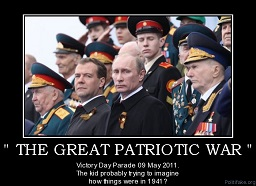 " THE GREAT PATRIOTIC WAR "
Victory Day Parade 09 May 2011.
The kid probably trying to imagine
how things were in 1941?